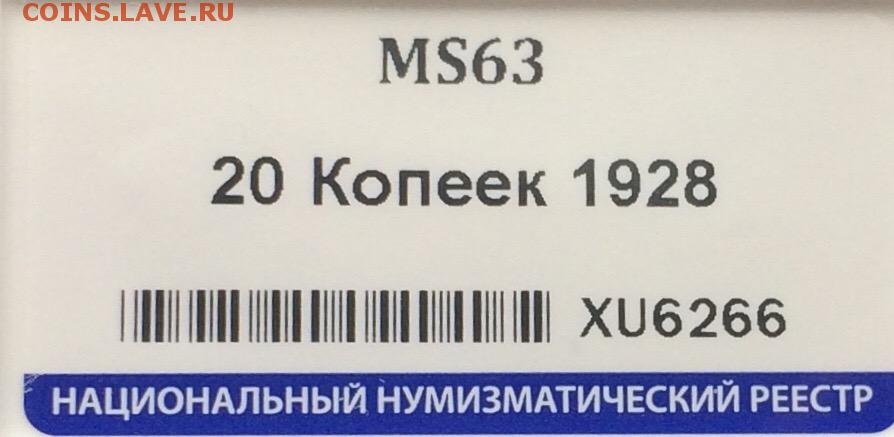 COINS.LAVE.RU
MS63
20 Копеек 1928
XU6266
НАЦИОНАЛЬНЫЙ НУМИЗМАТИЧЕСКИЙ РЕЕСТР